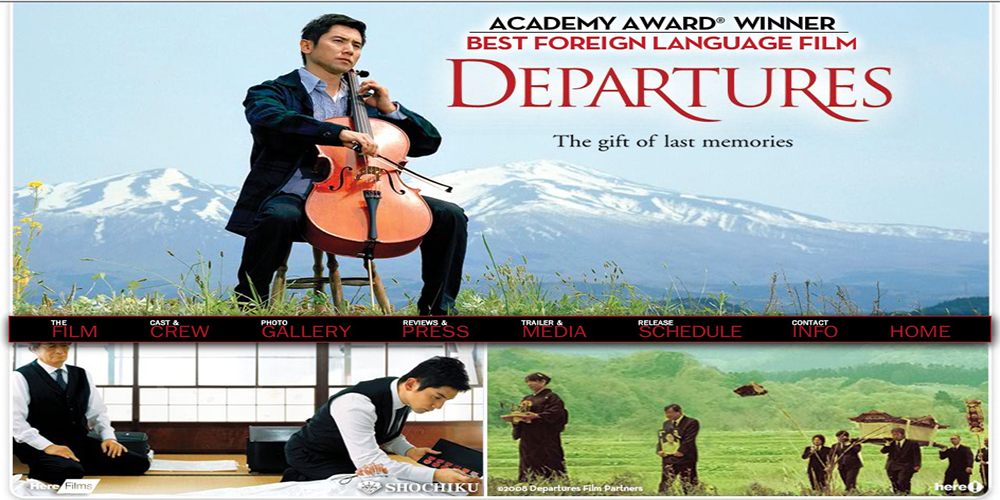 ACADEMY AWARD® WINNER
BEST FOREIGN LANGUAGE FILM
DEPARTURES
The gift of last memories
THE FILM
CAST & CREW
PHOTO GALLERY
REVIEWS & PRESS
TRAILER & MEDIA
RELEASE SCHEDULE
CONTACT INFO
HOME
Here Films
SHOCHIKU
©2008 Departures Film Partners
here!